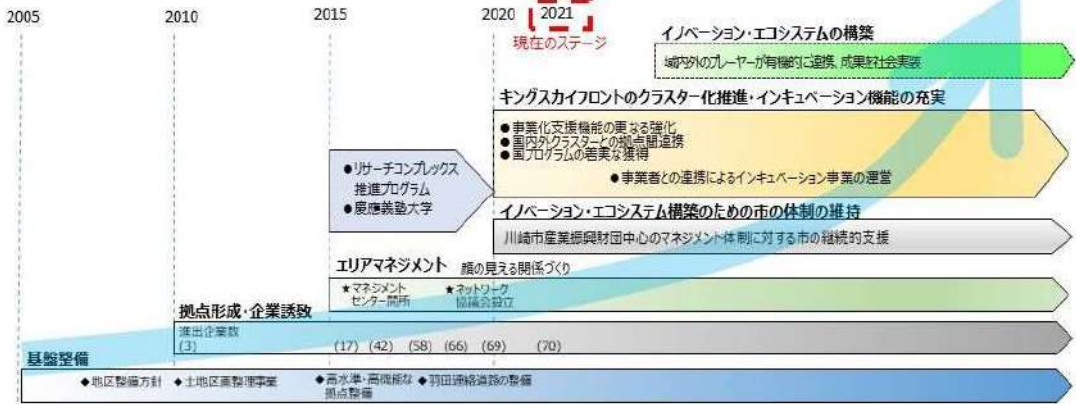 2005
2010
2015
2020
2021
現在のステージ
イノベーション・エコシステムの構築
域内外のプレーヤーが有機的に連携、成果を社会実装
キングスカイフロントのクラスター化推進・インキュベーション機能の充実
●事業化支援機能の更なる強化
●国内外クラスターとの拠点間連携
●国プログラムの着実な獲得
●事業者との連携によるインキュベーション事業の運営
●リサーチコンプレックス
推進プログラム
●慶應義塾大学
イノベーション・エコシステム構築のための市の体制の維持
川崎市産業振興財団中心のマネジメント体制に対する市の継続的支援
エリアマネジメント 顔の見える関係づくり
★マネジメント
センター開所
★ネットワーク
協議会設立
拠点形成・企業誘致
進出企業数
(3) (17) (42) (58) (66) (69) (70)
基盤整備
◆地区整備方針 ◆土地区画整理事業 ◆高水準・高機能な
拠点整備
◆羽田連絡道路の整備